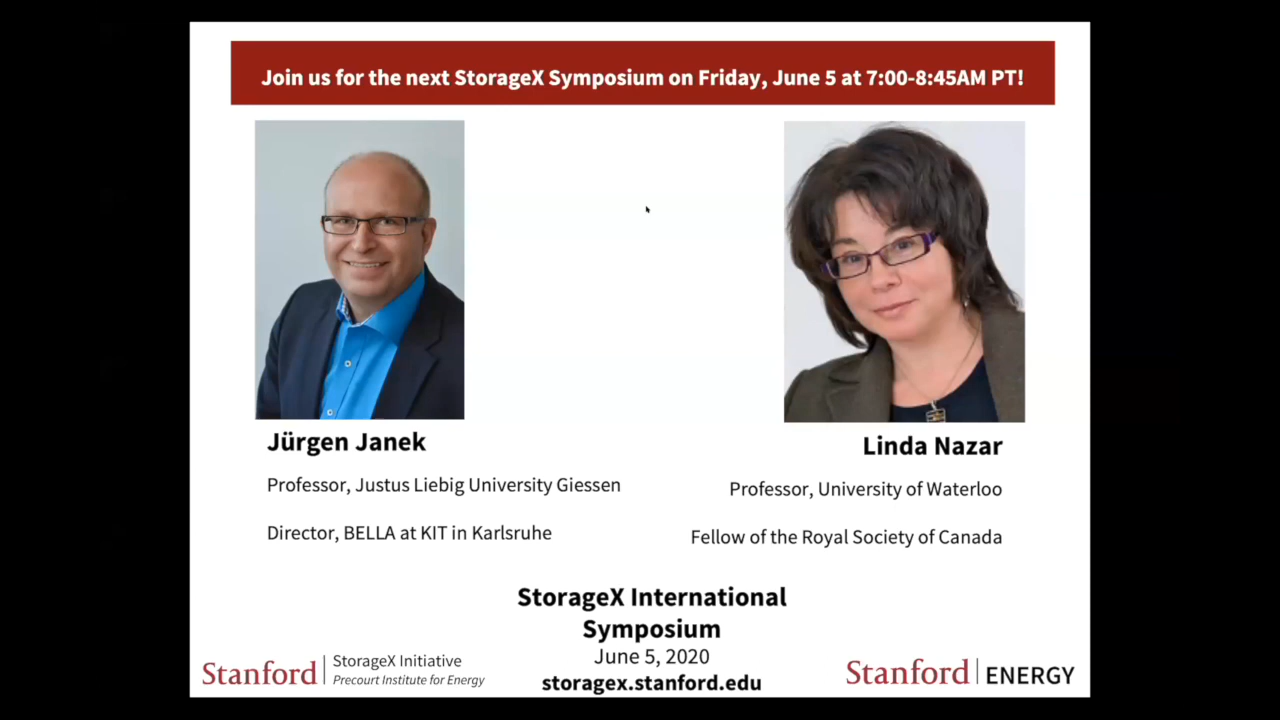 Join us for the next StorageX Symposium on Friday, June 5 at 7:00-8:45AM PT!
Jürgen Janek
Professor, Justus Liebig University Giessen
Director, BELLA at KIT in Karlsruhe
Linda Nazar
Professor, University of Waterloo
Fellow of the Royal Society of Canada
StorageX International
Symposium
June 5, 2020
storagex.stanford.edu
Stanford
StorageX Initiative
Precourt Institute for Energy
Stanford ENERGY